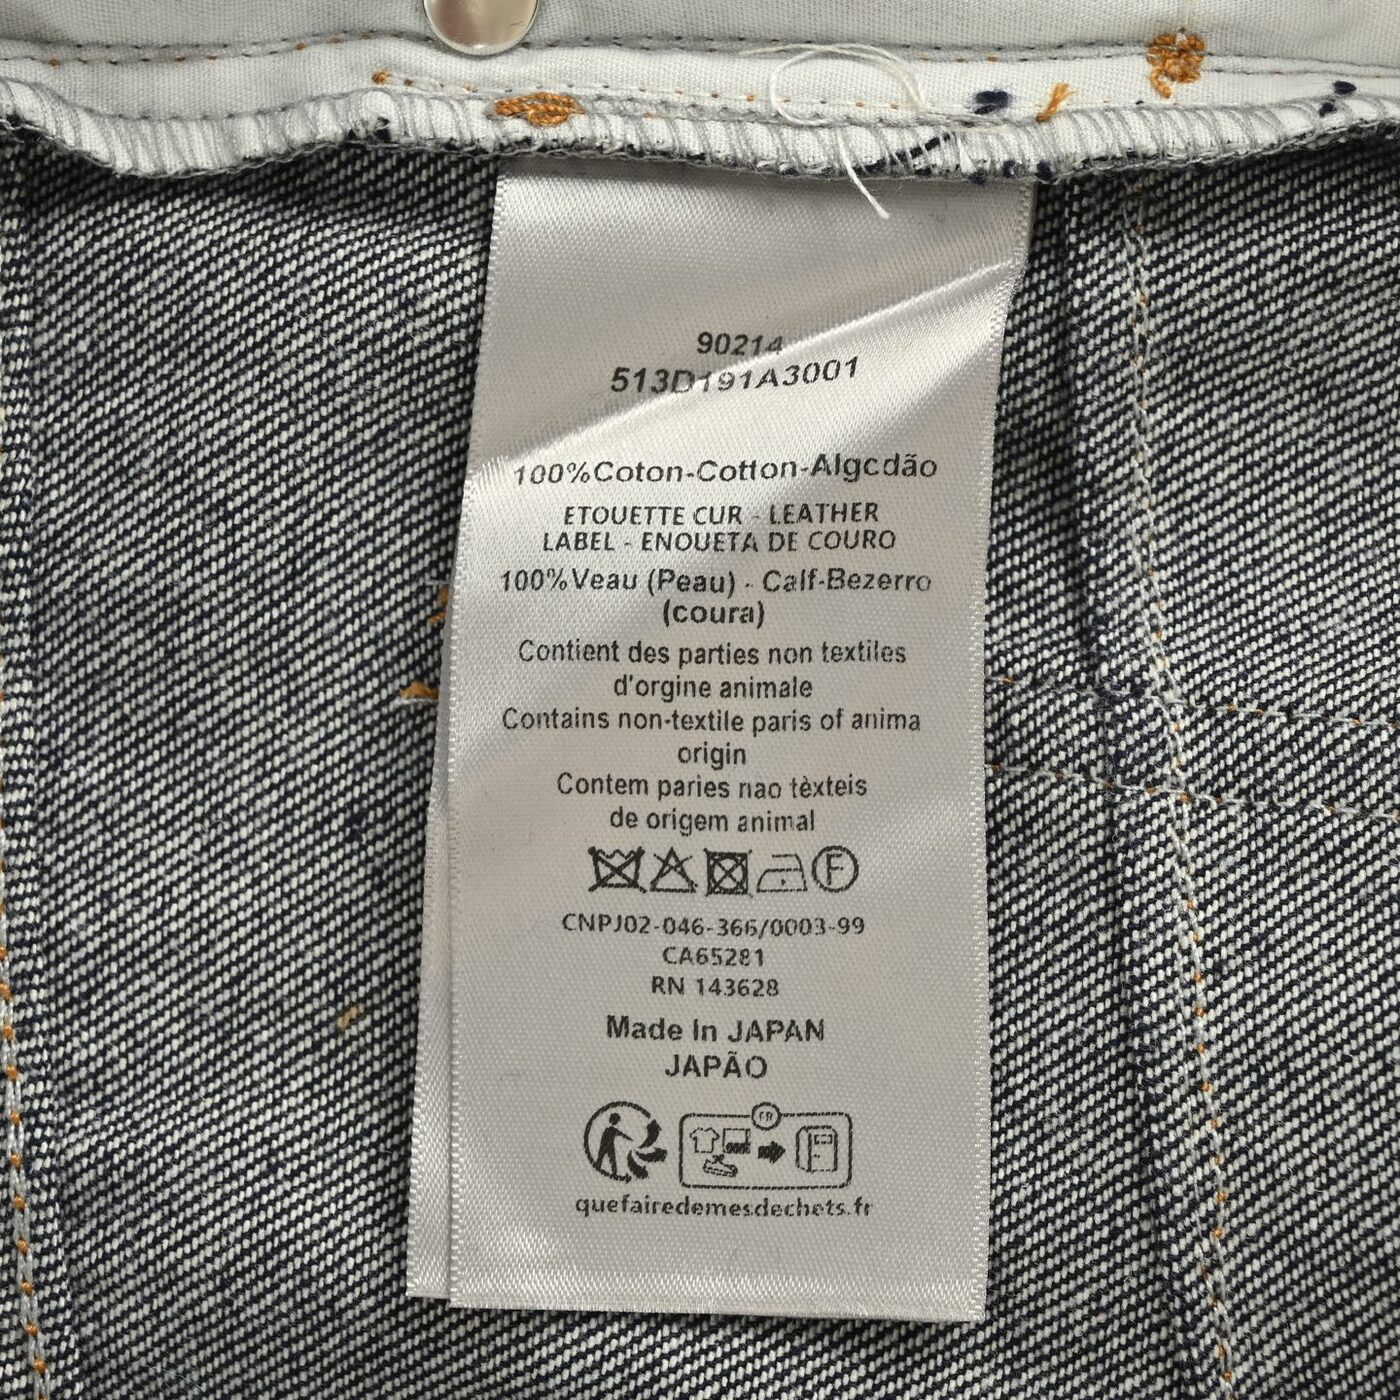 90214
513D191A3001
100%Coton-Cotton-Algcdão
ETOUETTE CUR - LEATHER
LABEL - ENOUETA DE COURO
100%Veau (Peau) - Calf-Bezerro
(coura)
Contient des parties non textiles
d'orgine animale
Contains non-textile paris of anima
origin
Contem paries nao tèxteis
de origem animal
F
CNPJ02-046-366/0003-99
CA65281
RN 143628
Made In JAPAN
JAPÃO
FR
quefairedemesdechets.fr